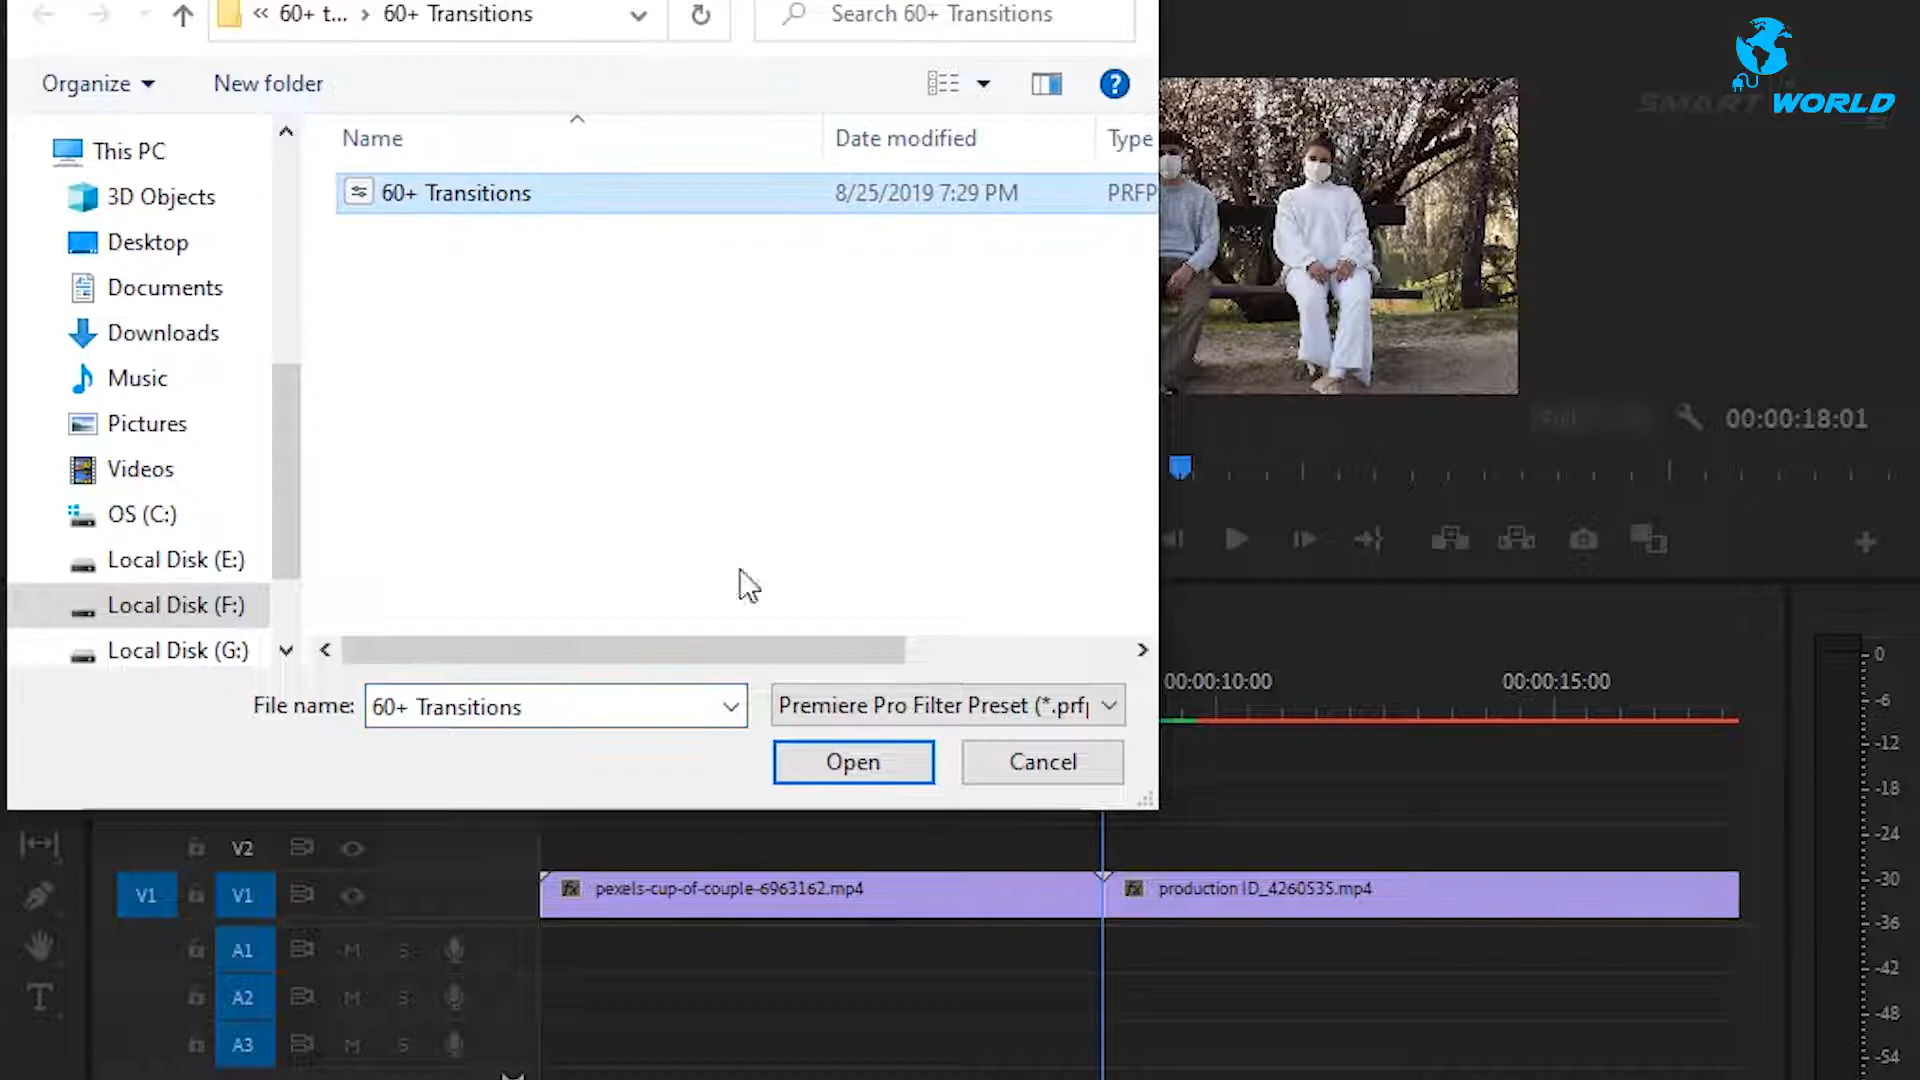 << 60+ t... > 60+ Transitions
Search 60+ Transitions
SMART WORLD
Organize
New folder
Name
Date modified
Type
60+ Transitions
8/25/2019 7:29 PM
PRFP
This PC
3D Objects
Desktop
Documents
Downloads
Music
Pictures
Videos
OS (C:)
Local Disk (E:)
Local Disk (F:)
Local Disk (G:)
File name:
60+ Transitions
Premiere Pro Filter Preset (*.prf
Open
Cancel
Full
00:00:18:01
00:00:10:00
00:00:15:00
0
-6
-12
-18
-24
-30
-36
-42
-48
-54
V2
V1
V1
fx pexels-cup-of-couple-6963162.mp4
fx production ID_4260535.mp4
A1
M
S
A2
M
S
A3
M
S
T